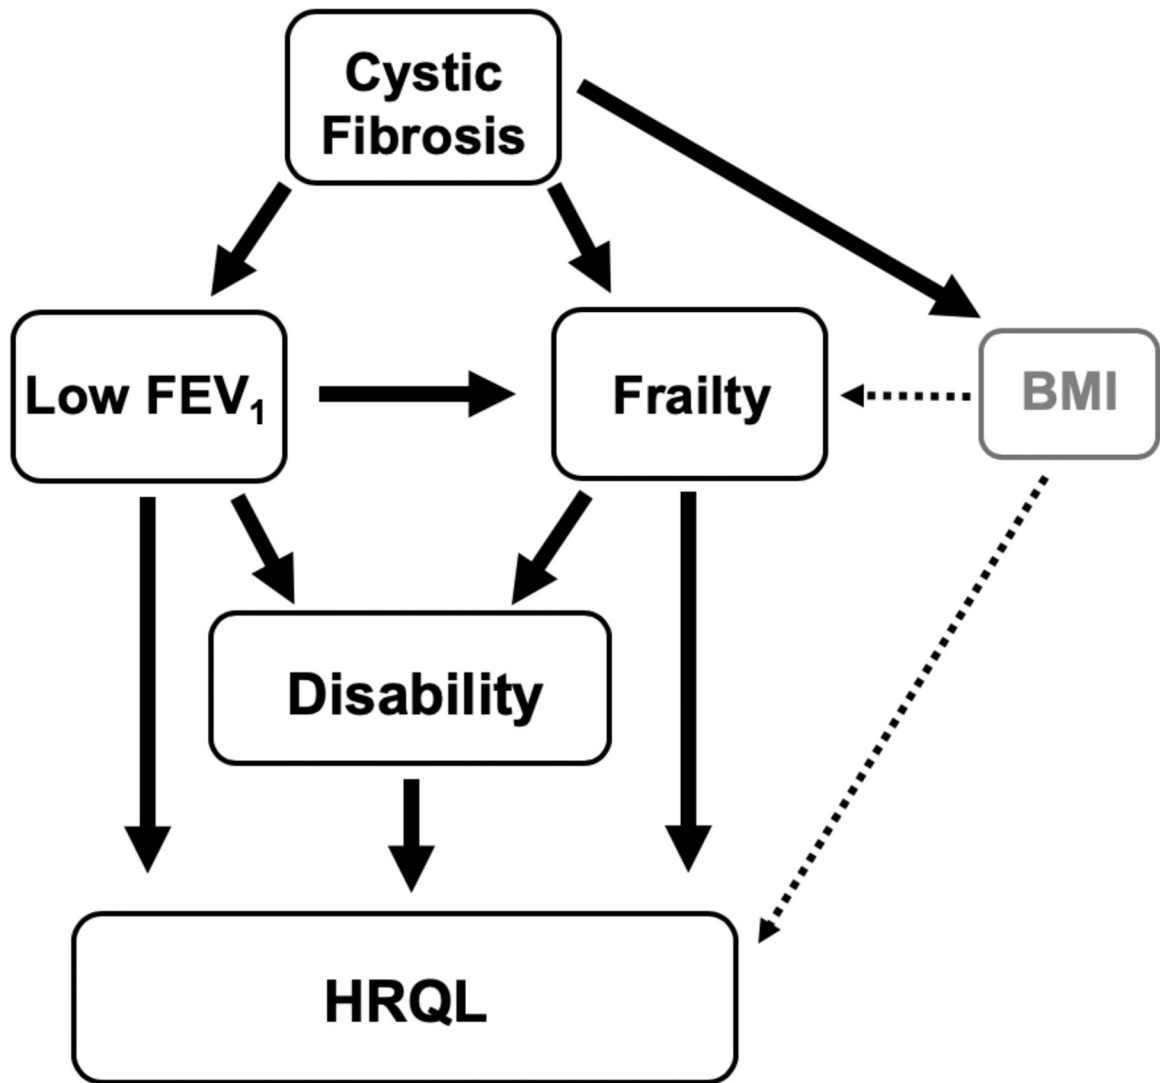 Cystic
Fibrosis
Low FEV₁
Frailty
BMI
Disability
HRQL